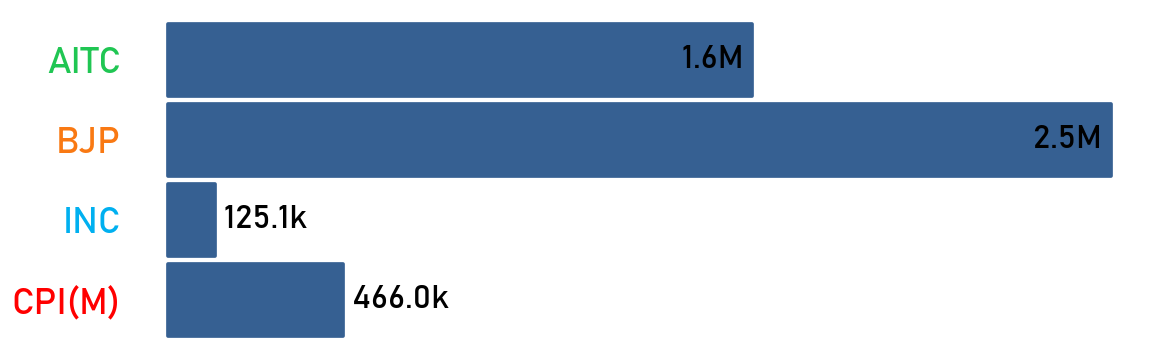 AITC 1.6M
BJP 2.5M
INC 125.1k
CPI(M) 466.0k